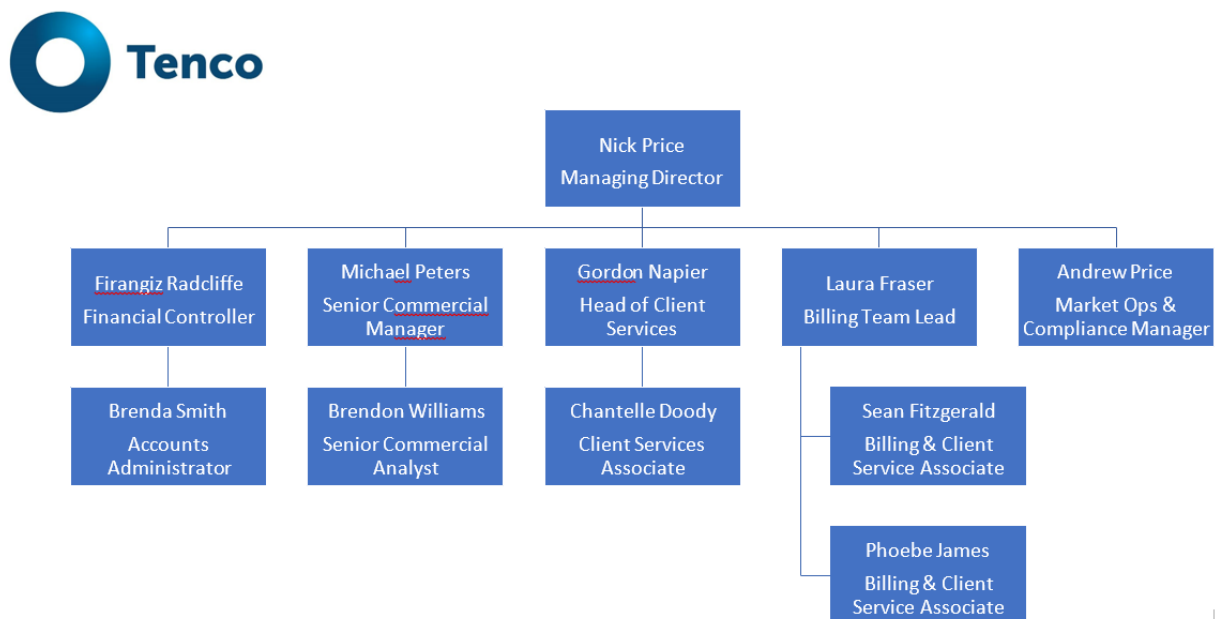 Tenco
Nick Price
Managing Director
Firangiz Radcliffe
Financial Controller
Michael Peters
Senior Commercial
Manager
Gordon Napier
Head of Client
Services
Laura Fraser
Billing Team Lead
Andrew Price
Market Ops &
Compliance Manager
Brenda Smith
Accounts
Administrator
Brendon Williams
Senior Commercial
Analyst
Chantelle Doody
Client Services
Associate
Sean Fitzgerald
Billing & Client
Service Associate
Phoebe James
Billing & Client
Service Associate